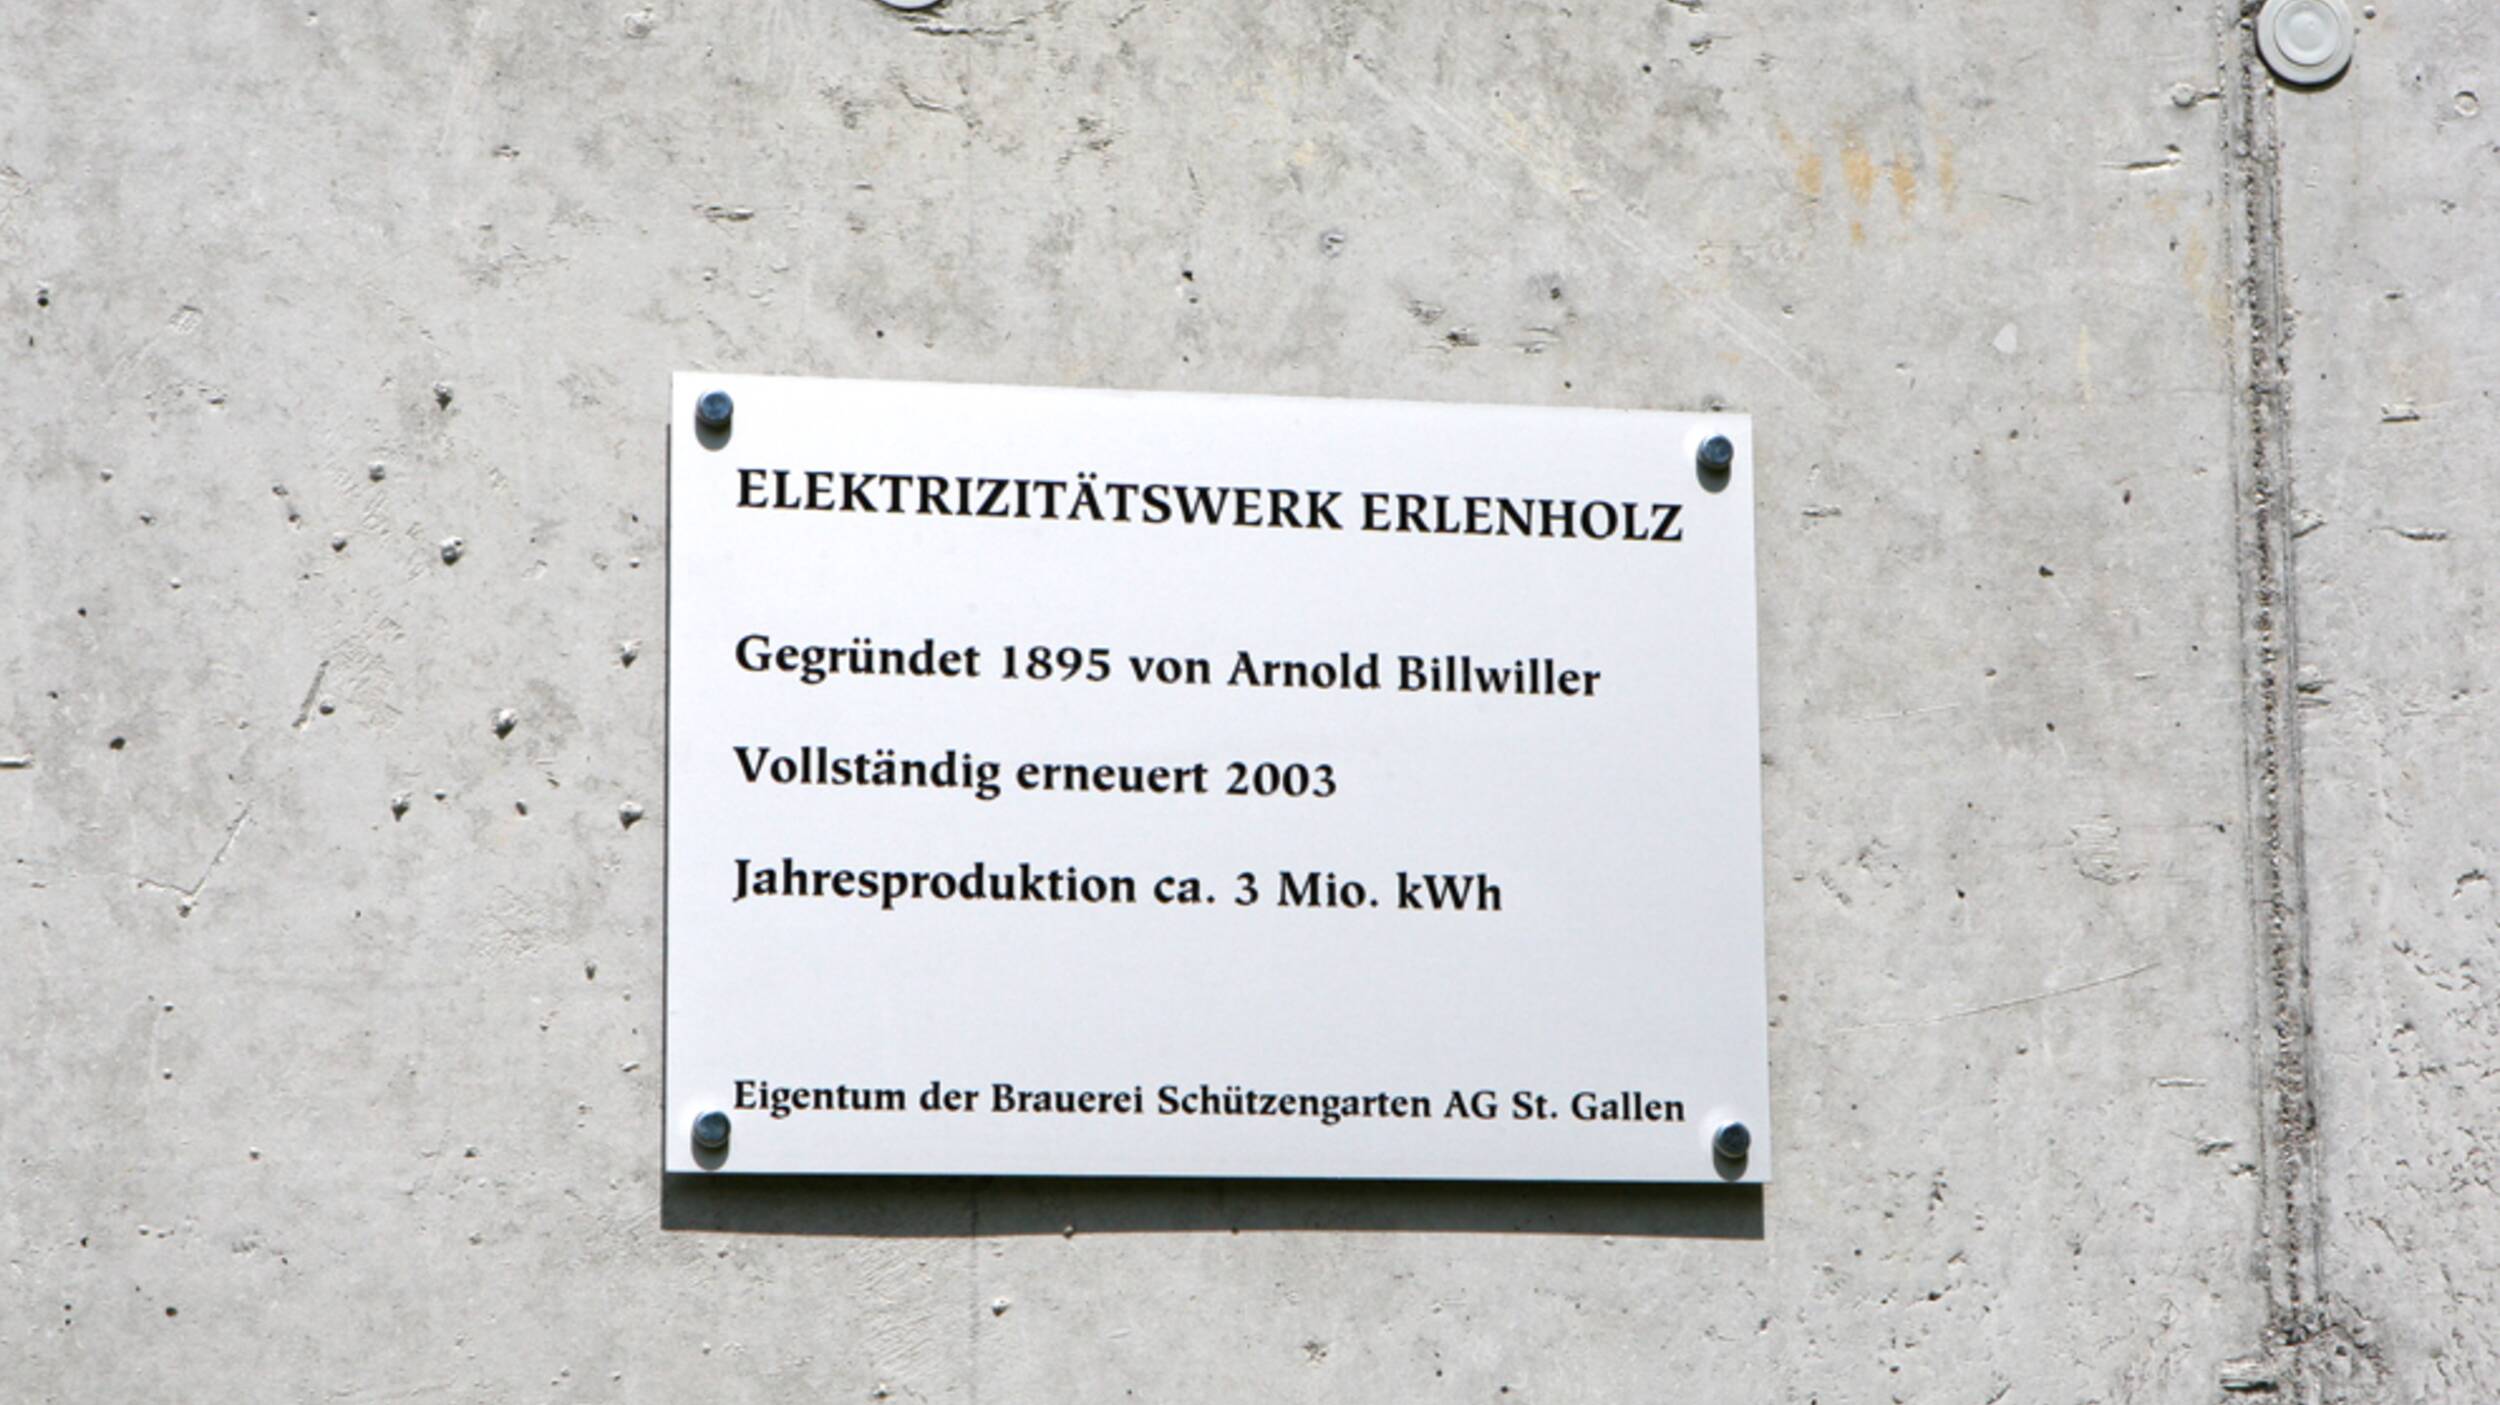 ELEKTRIZITÄTSWERK ERLENHOLZ
Gegründet 1895 von Arnold Billwiller
Vollständig erneuert 2003
Jahresproduktion ca. 3 Mio. kWh
Eigentum der Brauerei Schützengarten AG St. Gallen